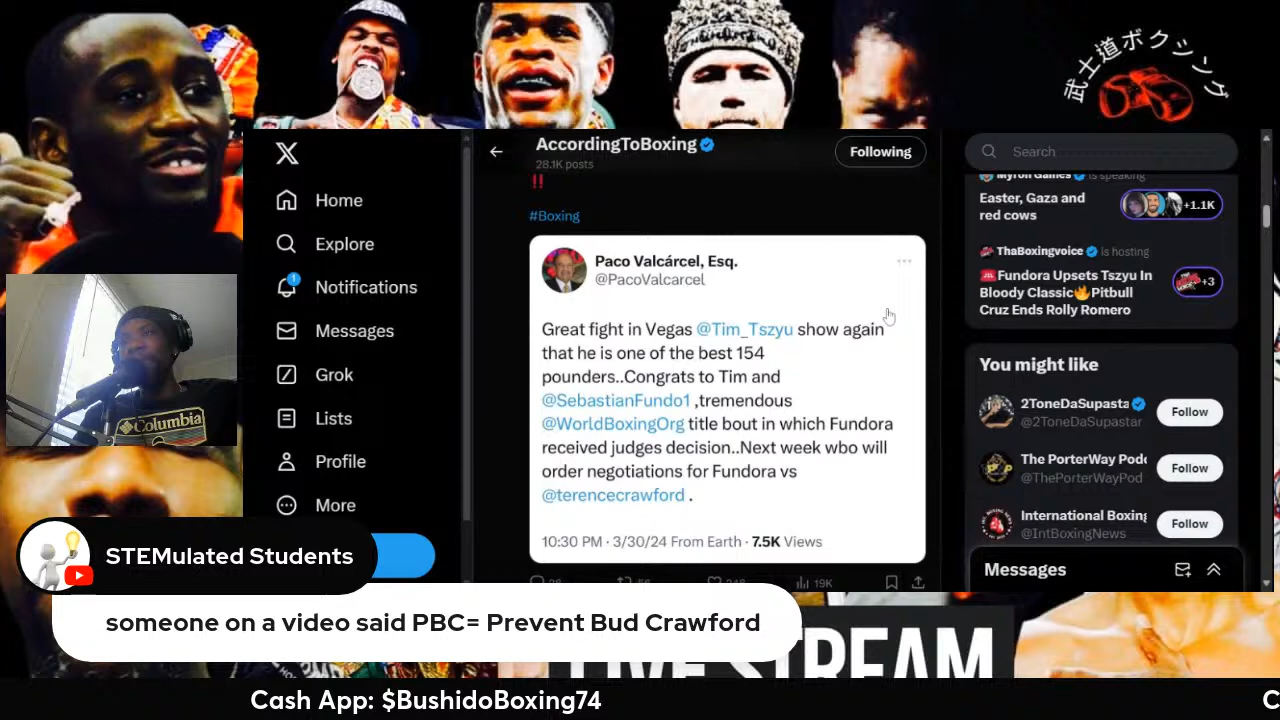 武士道ボクシング
AccordingToBoxing
28.1K posts
Following
Search
‼
#Boxing
Home
Explore
1
Notifications
Messages
Grok
Lists
Profile
More
Paco Valcárcel, Esq.
@PacoValcarcel
Great fight in Vegas @Tim_Tszyu show again
that he is one of the best 154
pounders..Congrats to Tim and
@SebastianFundo1 ,tremendous
@WorldBoxingOrg title bout in which Fundora
received judges decision..Next week wbo will
order negotiations for Fundora vs
@terencecrawford .
10:30 PM · 3/30/24 From Earth · 7.5K Views
19K
Myron Gaines is speaking
Easter, Gaza and
red cows
+1.1K
ThaBoxingvoice is hosting
Fundora Upsets Tszyu In
Bloody Classic🔥Pitbull
Cruz Ends Rolly Romero
+3
You might like
2ToneDaSupasta
@2ToneDaSupastar
Follow
The PorterWay Pod
@ThePorterWayPod
Follow
International Boxing
@IntBoxingNews
Follow
Messages
Columbia
STEMulated Students
someone on a video said PBC= Prevent Bud Crawford
LIVE STREAM
Cash App: $BushidoBoxing74
C